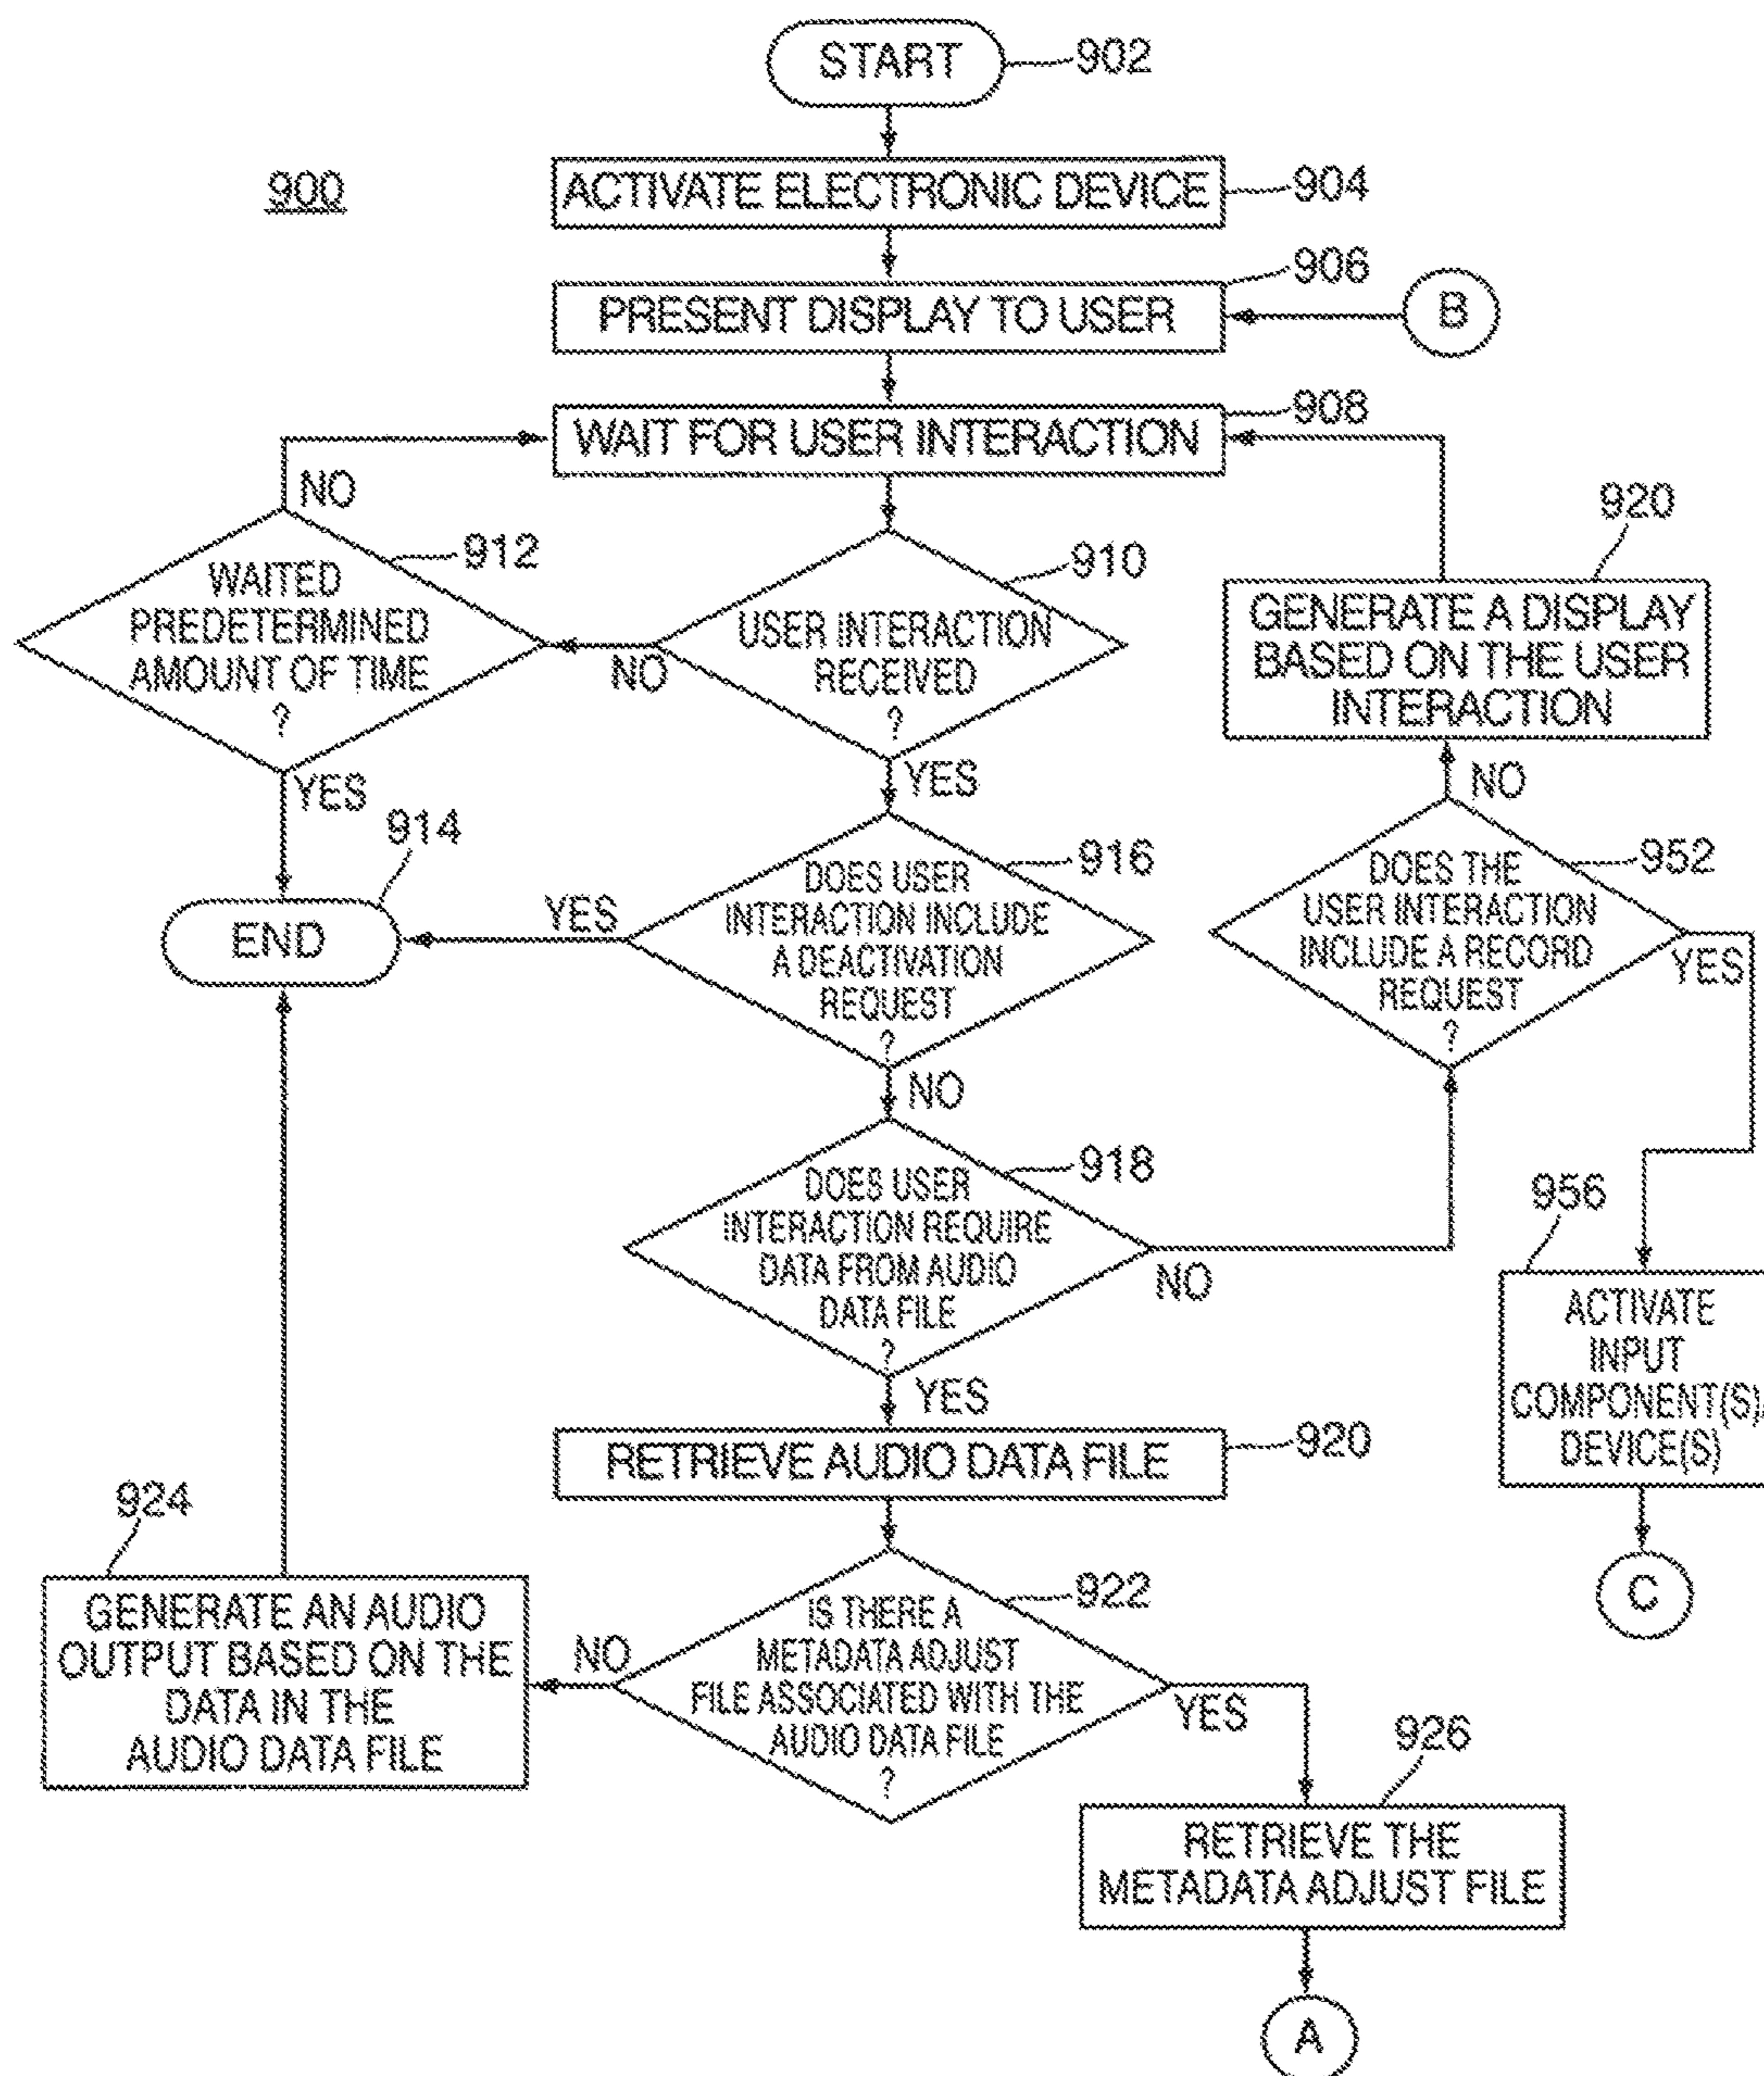 START
902
900
ACTIVATE ELECTRONIC DEVICE
904
906
PRESENT DISPLAY TO USER
B
908
WAIT FOR USER INTERACTION
NO
912
WAITED
PREDETERMINED
AMOUNT OF TIME
?
YES
910
USER INTERACTION
RECEIVED
?
NO
YES
920
GENERATE A DISPLAY
BASED ON THE USER
INTERACTION
NO
914
END
YES
916
DOES USER
INTERACTION INCLUDE
A DEACTIVATION
REQUEST
?
NO
952
DOES THE
USER INTERACTION
INCLUDE A RECORD
REQUEST
?
YES
918
DOES USER
INTERACTION REQUIRE
DATA FROM AUDIO
DATA FILE
?
NO
YES
956
ACTIVATE
INPUT
COMPONENT(S)/
DEVICE(S)
C
RETRIEVE AUDIO DATA FILE
920
924
GENERATE AN AUDIO
OUTPUT BASED ON THE
DATA IN THE
AUDIO DATA FILE
NO
922
IS THERE A
METADATA ADJUST
FILE ASSOCIATED WITH THE
AUDIO DATA FILE
?
YES
926
RETRIEVE THE
METADATA ADJUST FILE
A